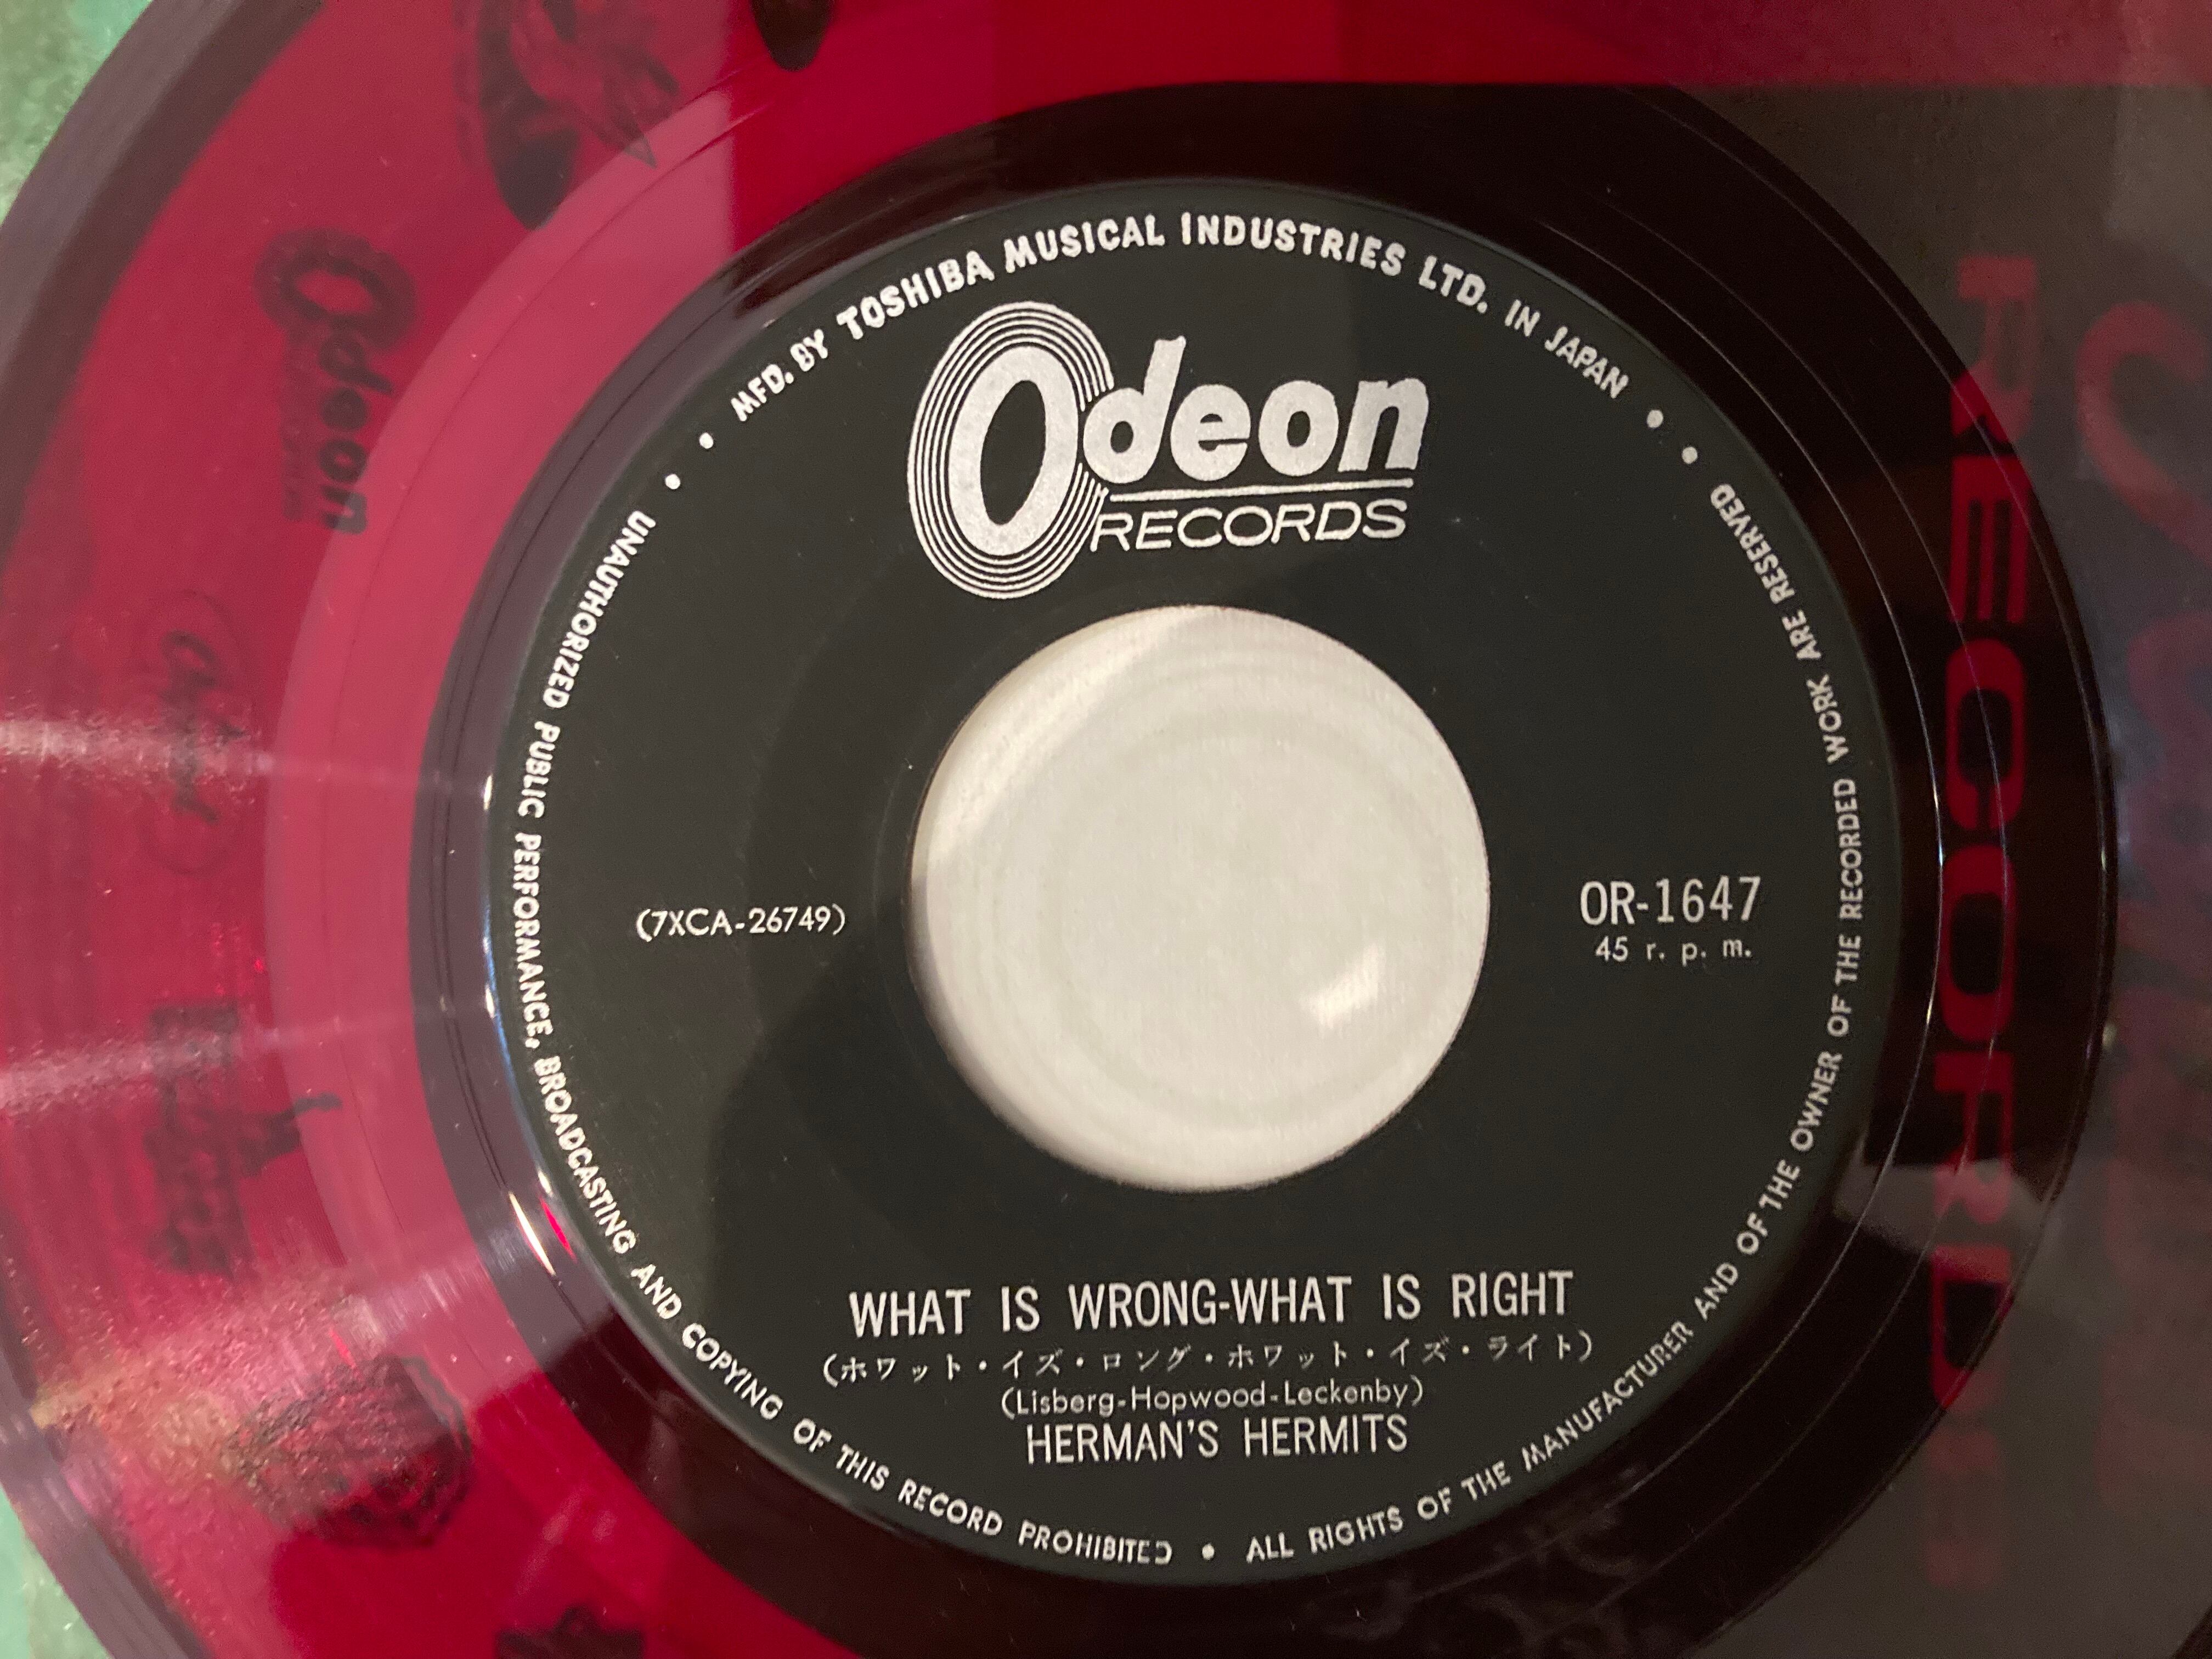 MFD. BY TOSHIBA MUSICAL INDUSTRIES LTD. IN JAPAN
Odeon
RECORDS
(7XCA-26749)
OR-1647
45 r. p. m.
WHAT IS WRONG-WHAT IS RIGHT
(ホワット・イズ・ロング・ホワット・イズ・ライト)
(Lisberg-Hopwood-Leckenby)
HERMAN'S HERMITS
UNAUTHORIZED PUBLIC PERFORMANCE, BROADCASTING AND COPYING OF THIS RECORD PROHIBITED • ALL RIGHTS OF THE MANUFACTURER AND OF THE OWNER OF THE RECORDED WORK ARE RESERVED
Odeon
RECORD